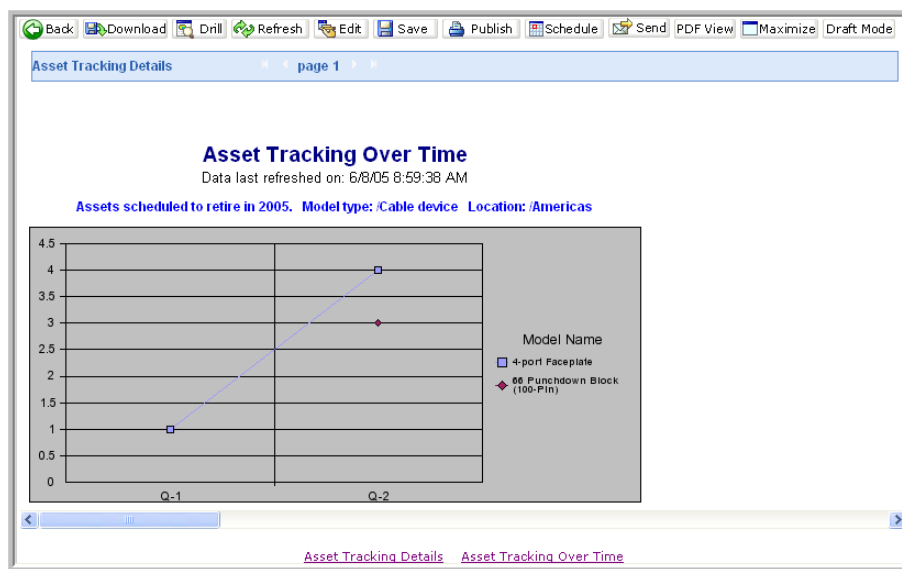 Back Download Drill Refresh Edit Save Publish Schedule Send PDF View Maximize Draft Mode
Asset Tracking Details page 1
Asset Tracking Over Time
Data last refreshed on: 6/8/05 8:59:38 AM
Assets scheduled to retire in 2005. Model type: /Cable device Location: /Americas
4.5
4
3.5
3
2.5
2
1.5
1
0.5
0
Q-1 Q-2
Model Name
4-port Faceplate
66 Punchdown Block
(100-Pin)
Asset Tracking Details Asset Tracking Over Time